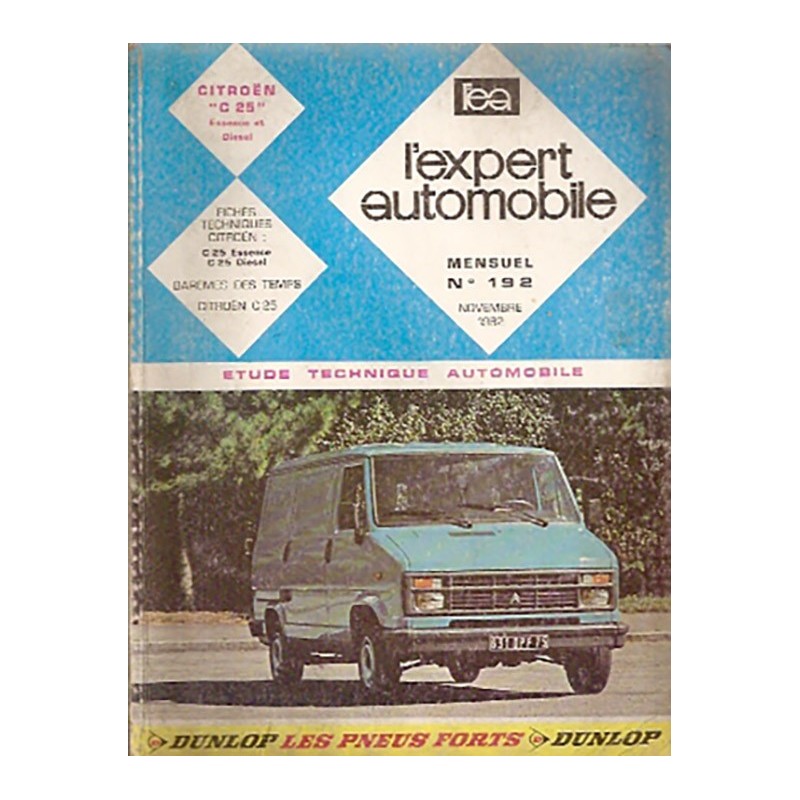 CITROËN
"C 25"
Essence et
Diesel
l'ea
l'expert
automobile
FICHES
TECHNIQUES
CITROËN :
C 25 Essence
C 25 Diesel
BAREMES DES TEMPS
CITROËN C 25
MENSUEL
N° 192
NOVEMBRE
1982
ETUDE TECHNIQUE AUTOMOBILE
DUNLOP LES PNEUS FORTS DUNLOP